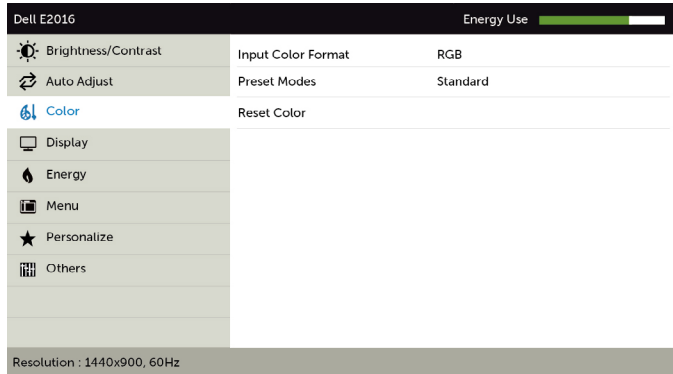 Dell E2016 Energy Use
Brightness/Contrast Input Color Format RGB
Auto Adjust Preset Modes Standard
Color Reset Color
Display
Energy
Menu
Personalize
Others
Resolution : 1440x900, 60Hz